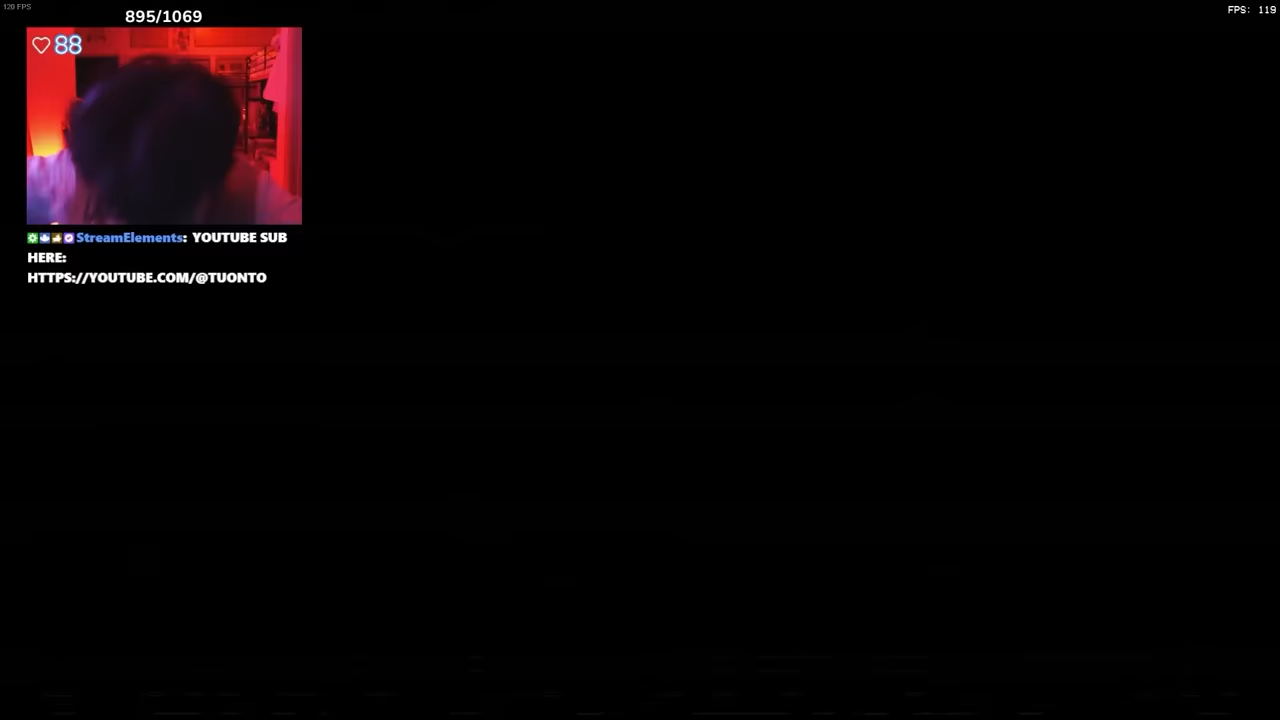 120 FPS
FPS: 119
895/1069
88
StreamElements: YOUTUBE SUB
HERE:
HTTPS://YOUTUBE.COM/@TUONTO